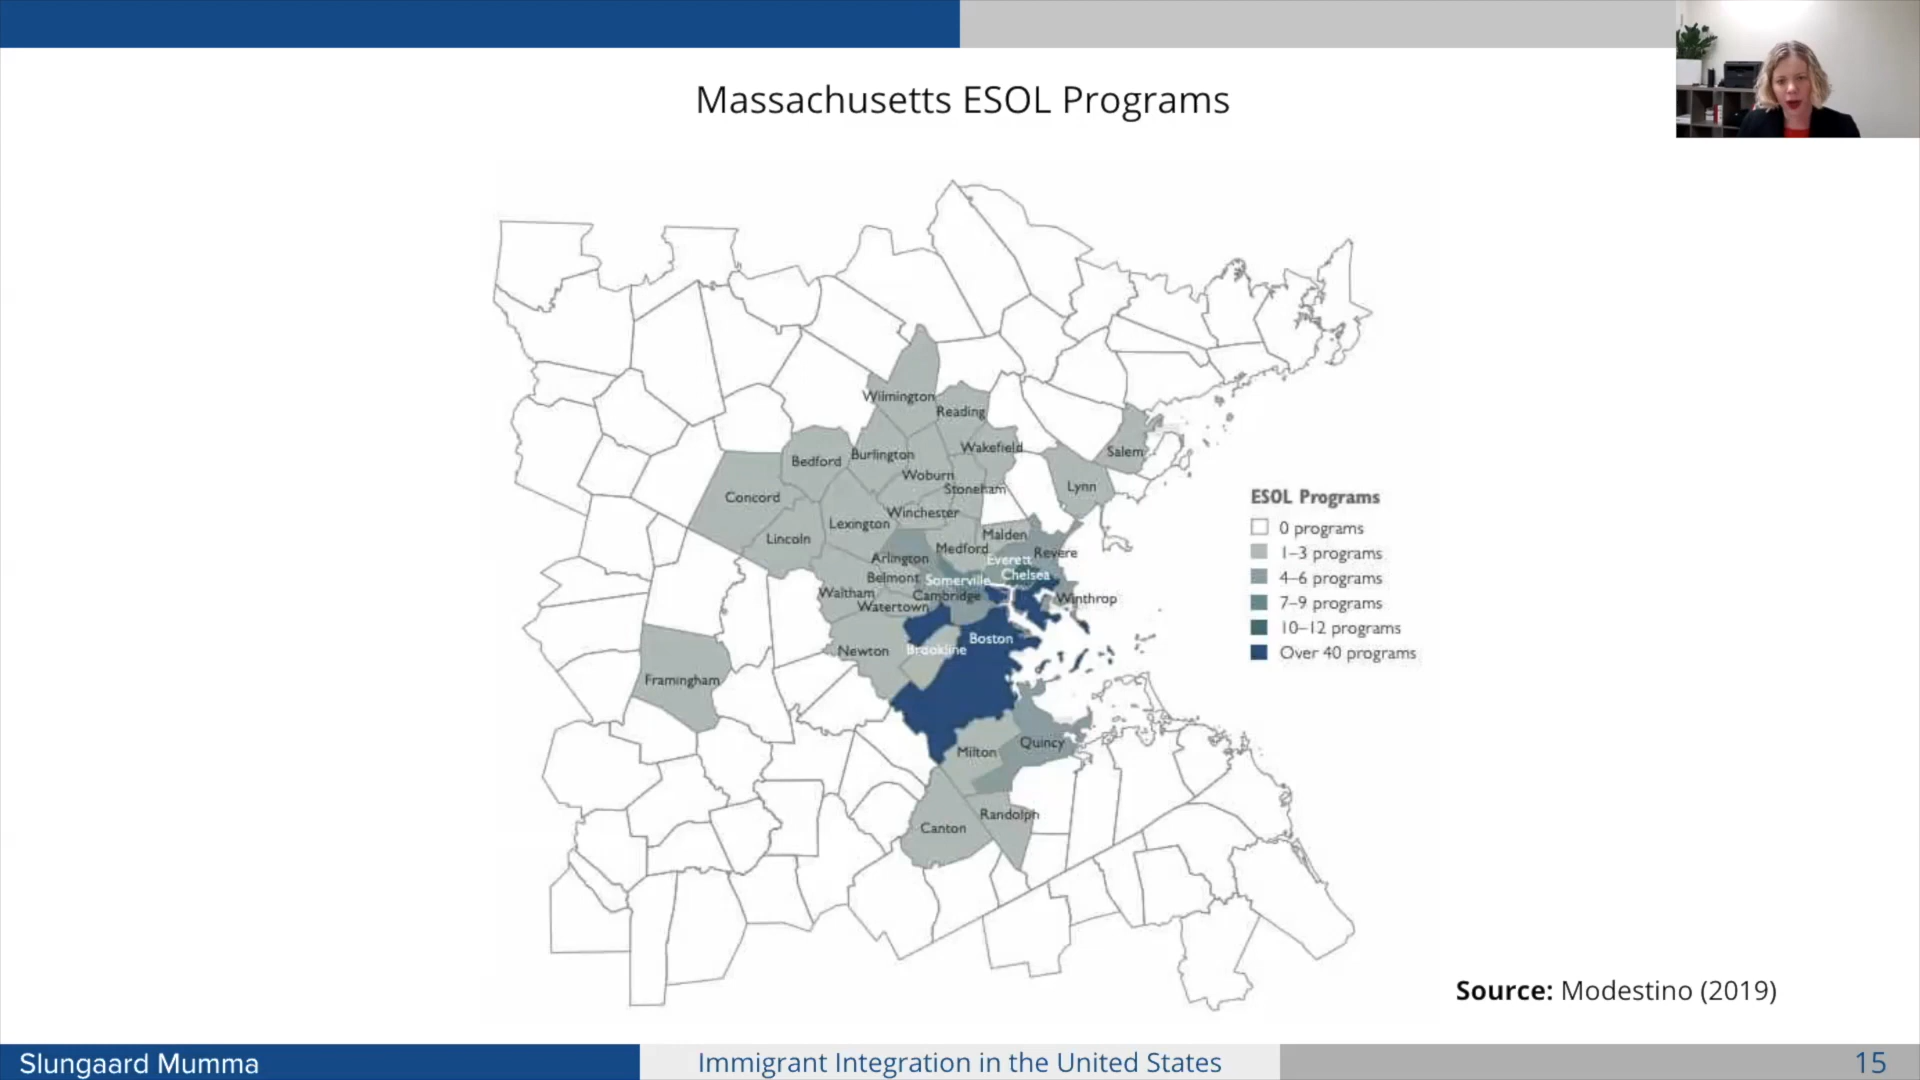 Massachusetts ESOL Programs
Wilmington
Reading
Wakefield
Salem
Bedford
Burlington
Woburn
Stoneham
Lynn
Concord
Winchester
Lexington
Lincoln
Malden
Medford
Revere
Arlington
Everett
Chelsea
Belmont
Somerville
Waltham
Cambridge
Winthrop
Watertown
Boston
Newton
Brookline
Framingham
Milton
Quincy
Canton
Randolph
ESOL Programs
0 programs
1–3 programs
4–6 programs
7–9 programs
10–12 programs
Over 40 programs
Source: Modestino (2019)
Slungaard Mumma
Immigrant Integration in the United States
15